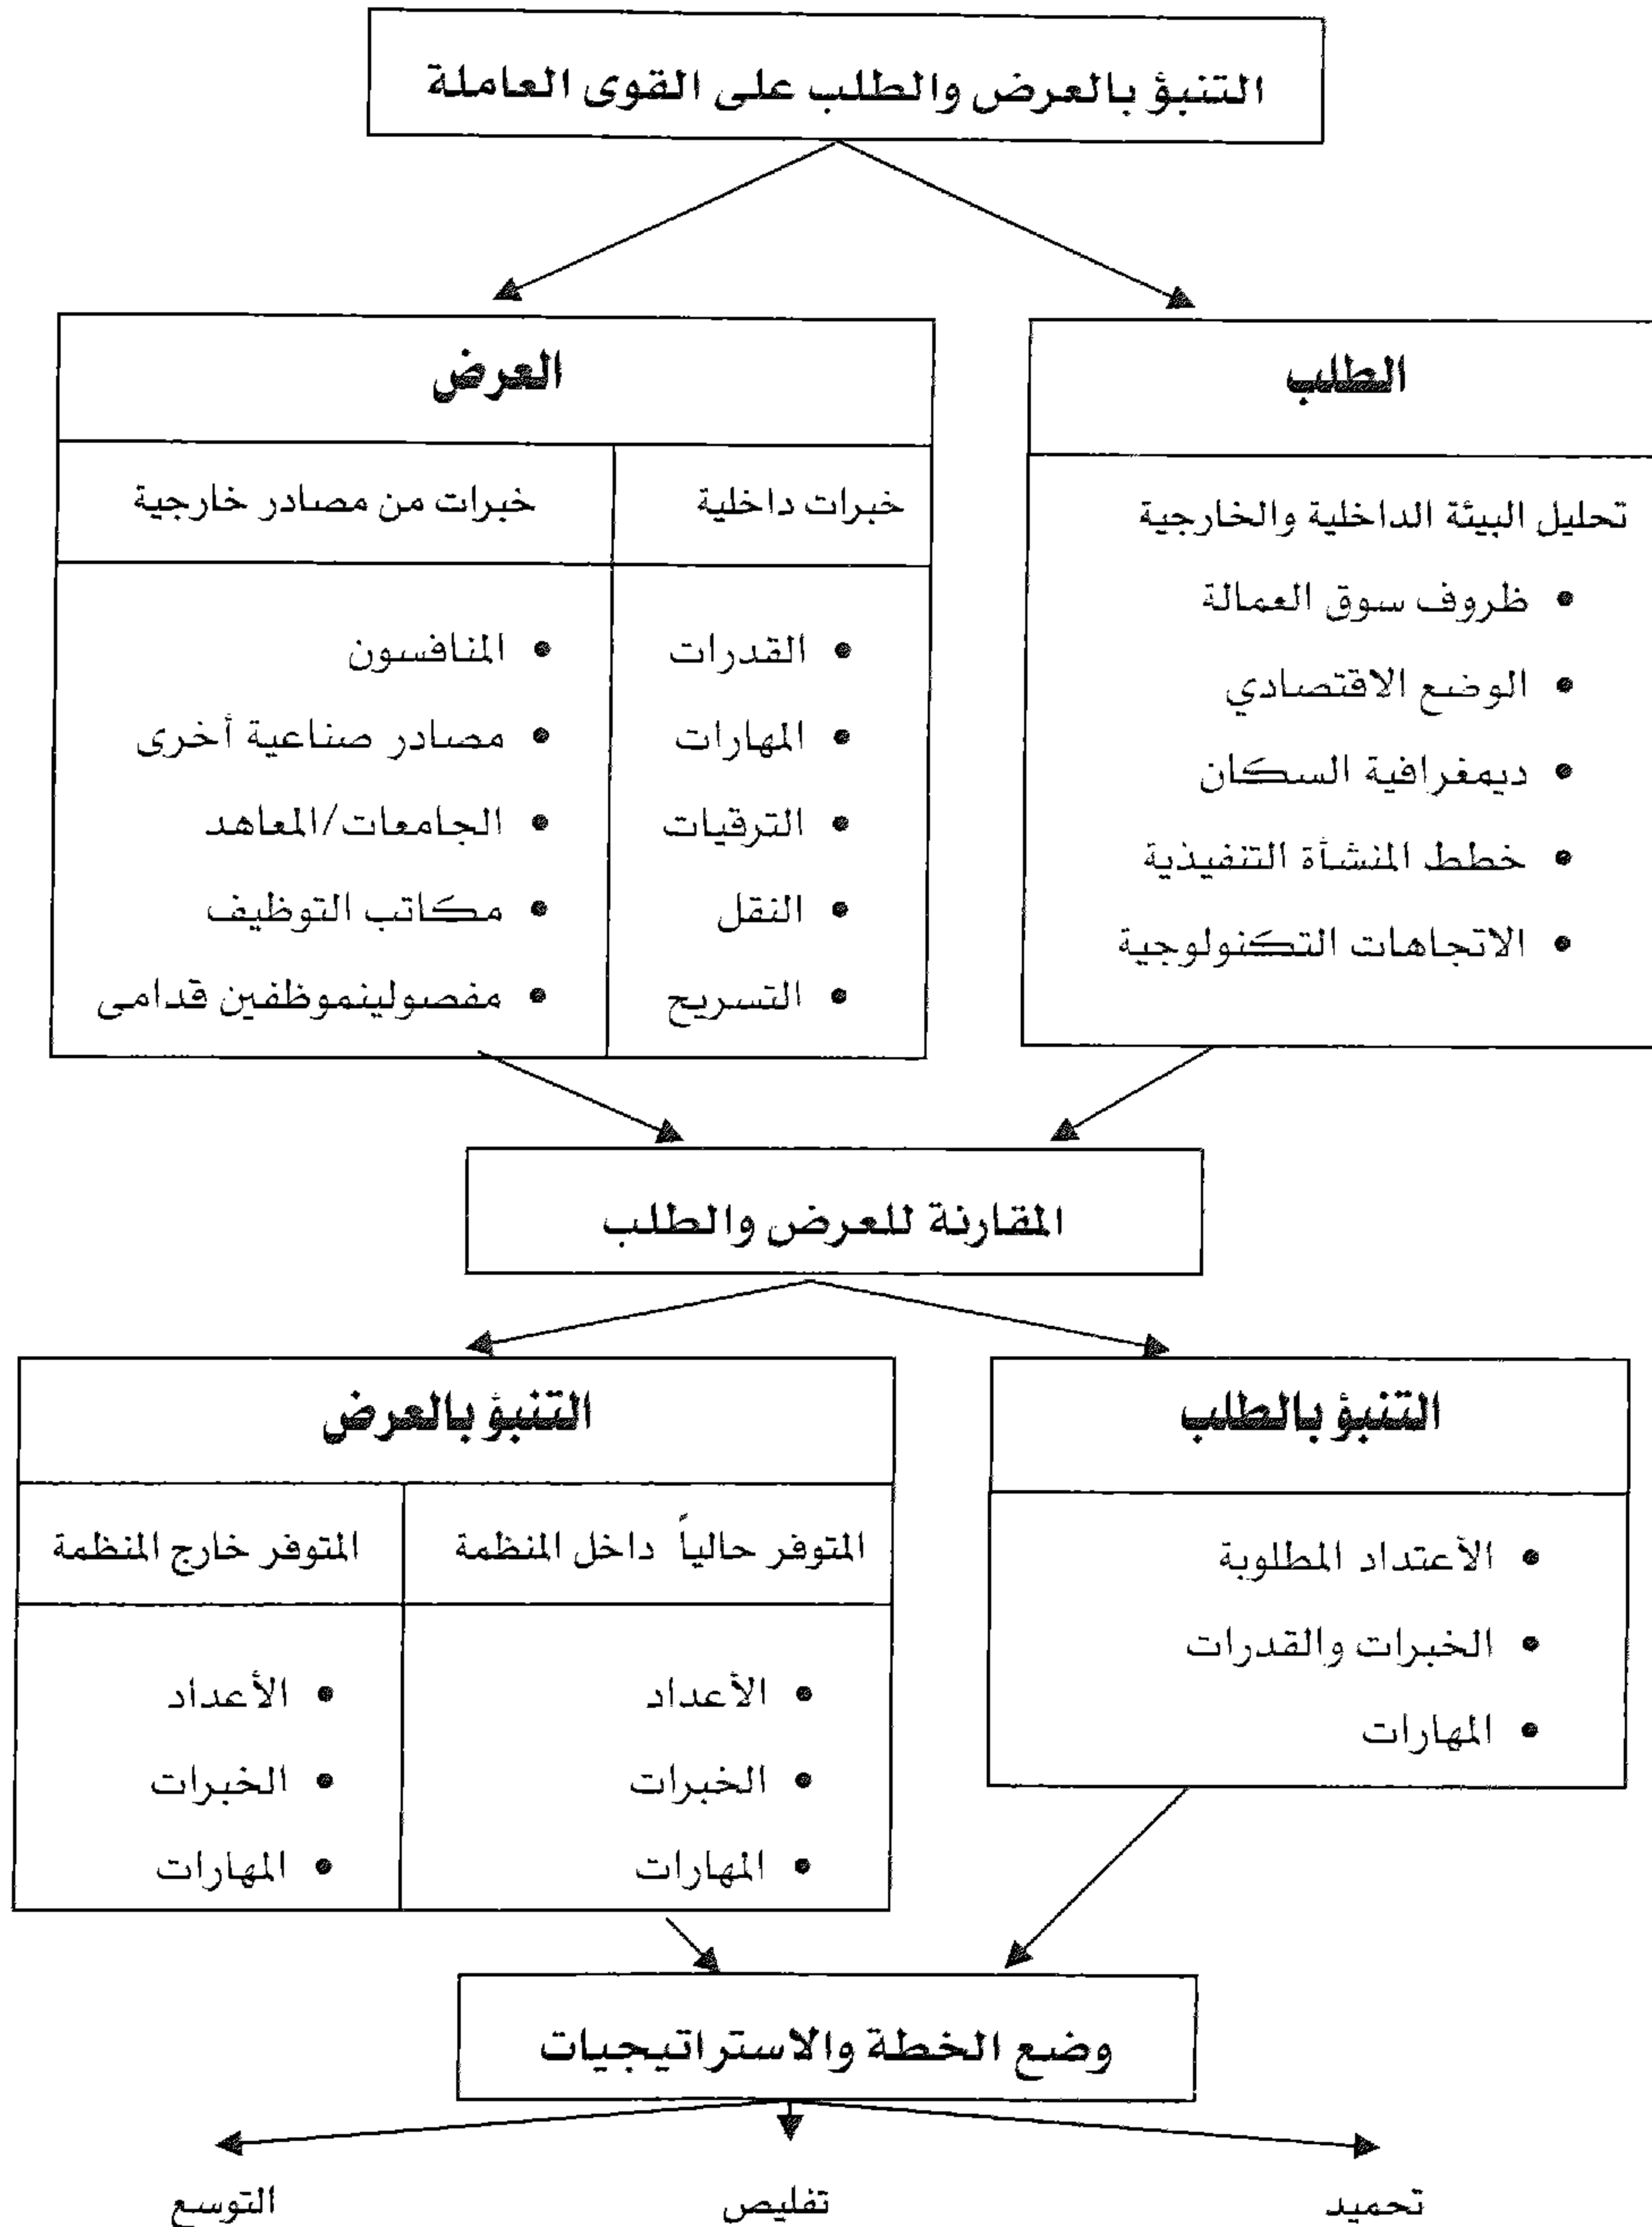 التنبؤ بالعرض والطلب على القوى العاملة
الطلب
تحليل البيئة الداخلية والخارجية
• ظروف سوق العمالة
• الوضع الاقتصادي
• ديمغرافية السكان
• خطط المنشأة التنفيذية
• الاتجاهات التكنولوجية
العرض
خبرات داخلية
• القدرات
• المهارات
• الترقيات
• النقل
• التسريح
خبرات من مصادر خارجية
• المنافسون
• مصادر صناعية أخرى
• الجامعات/المعاهد
• مكاتب التوظيف
• مفصولينموظفين قدامى
المقارنة للعرض والطلب
التنبؤ بالطلب
• الأعتداد المطلوبة
• الخبرات والقدرات
• المهارات
التنبؤ بالعرض
المتوفر حالياً داخل المنظمة
• الأعداد
• الخبرات
• المهارات
المتوفر خارج المنظمة
• الأعداد
• الخبرات
• المهارات
وضع الخطة والاستراتيجيات
تحميد
تفليص
التوسع